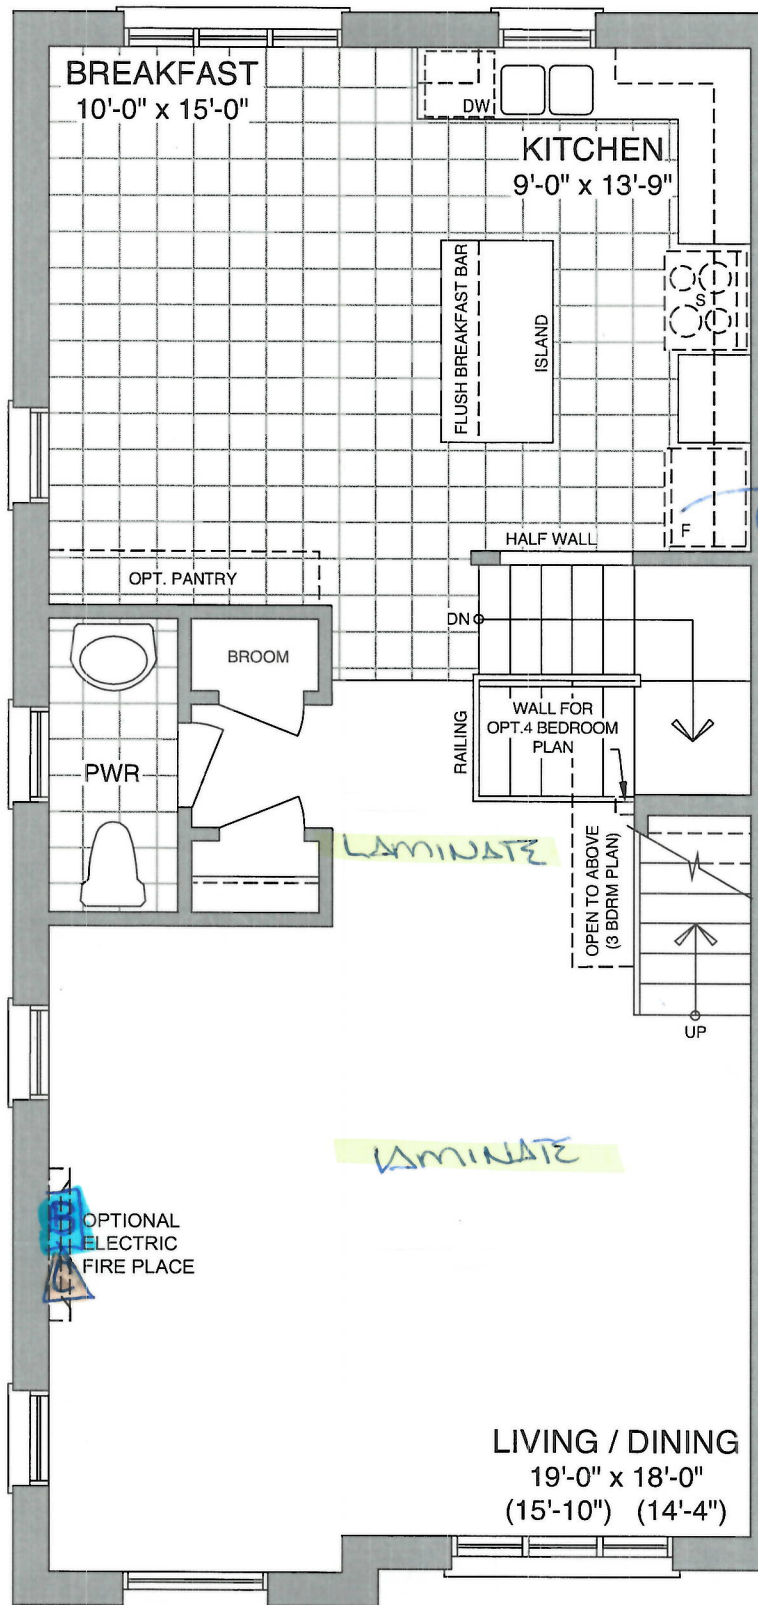 BREAKFAST
10'-0" x 15'-0"
DW
KITCHEN
9'-0" x 13'-9"
FLUSH BREAKFAST BAR
ISLAND
S
F
HALF WALL
OPT. PANTRY
DN
BROOM
RAILING
WALL FOR
OPT.4 BEDROOM
PLAN
PWR
LAMINATE
OPEN TO ABOVE
(3 BDRM PLAN)
UP
LAMINATE
B
C
OPTIONAL
ELECTRIC
FIRE PLACE
LIVING / DINING
19'-0" x 18'-0"
(15'-10") (14'-4")